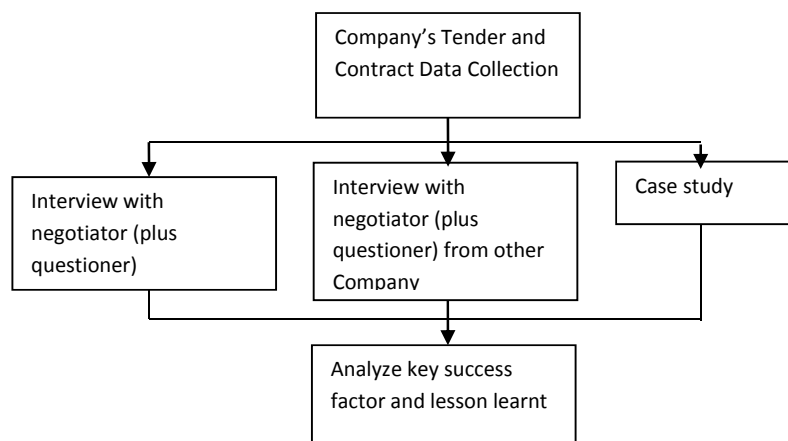 Company’s Tender and
Contract Data Collection
Interview with
negotiator (plus
questioner)
Interview with
negotiator (plus
questioner) from other
Company
Case study
Analyze key success
factor and lesson learnt